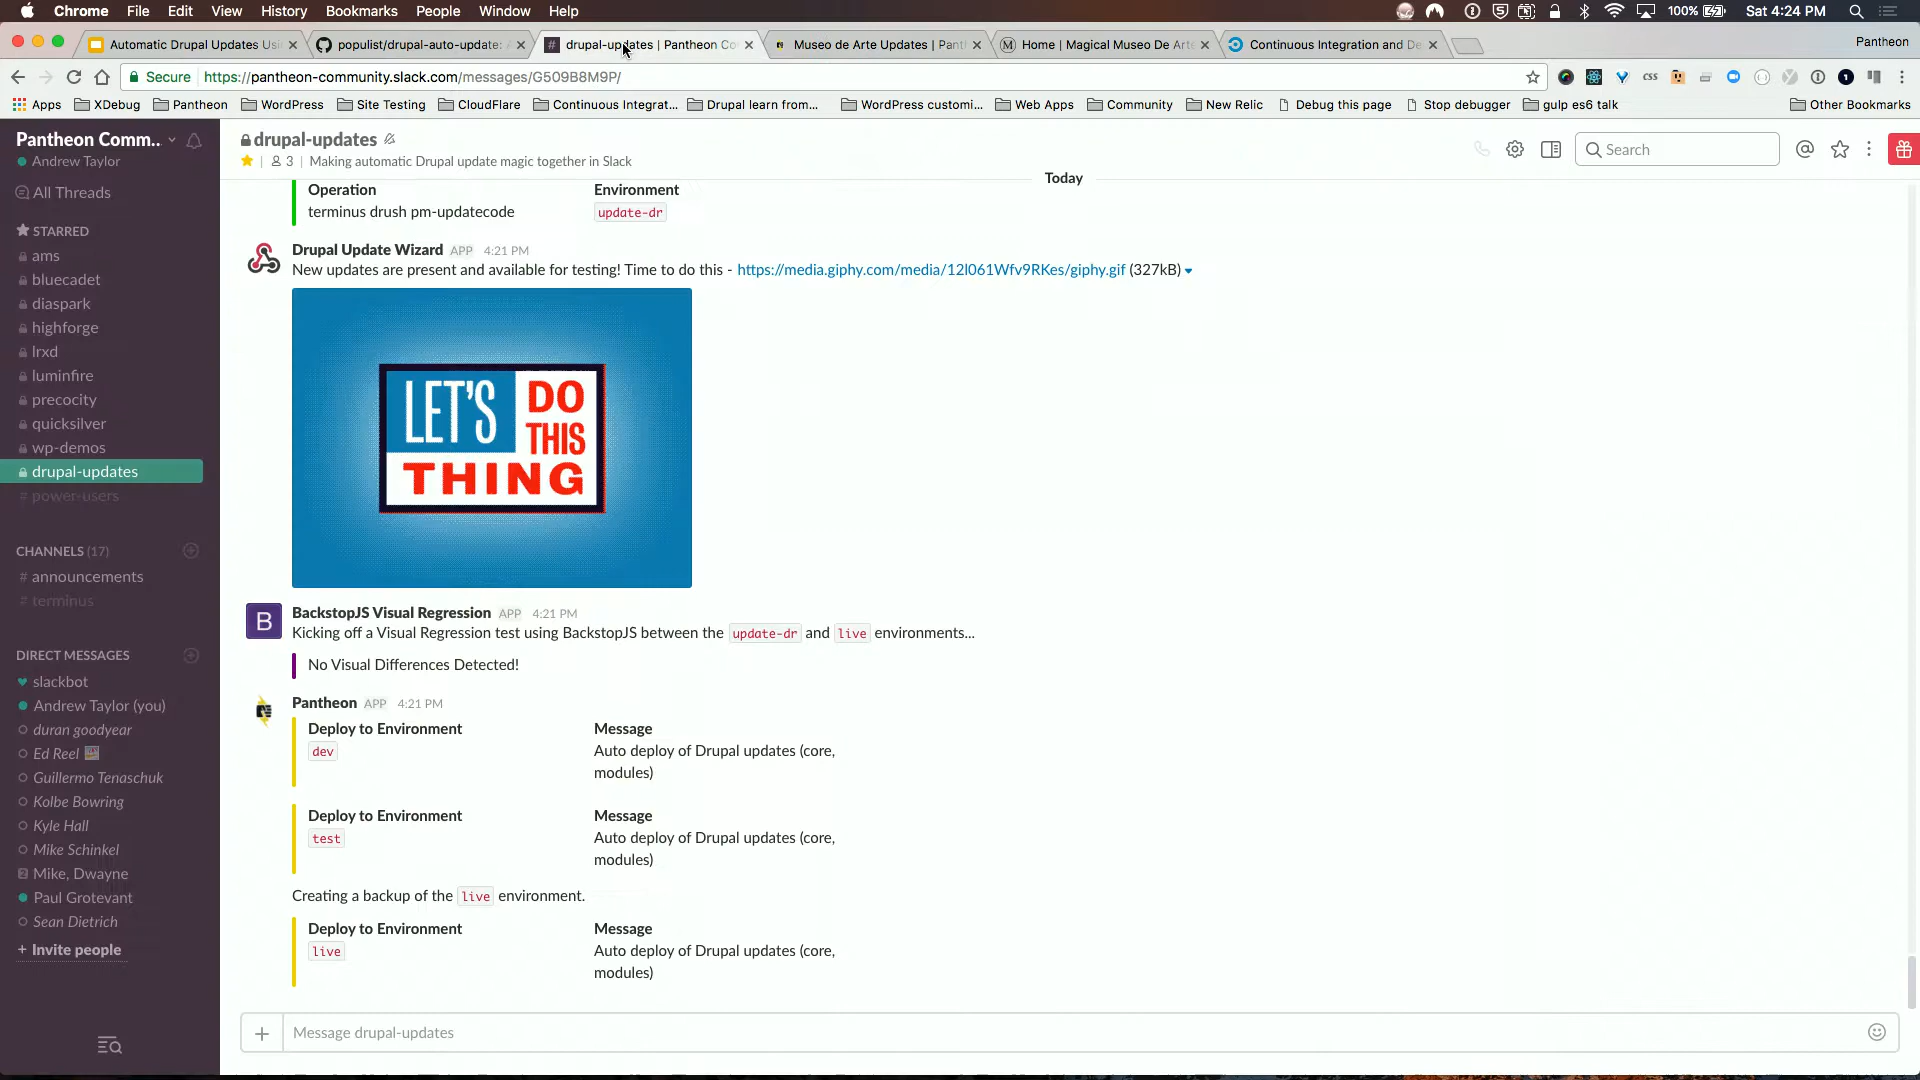 Chrome File Edit View History Bookmarks People Window Help 100% Sat 4:24 PM
Automatic Drupal Updates Usi populist/drupal-auto-update: drupal-updates | Pantheon Co Museo de Arte Updates | Pant Home | Magical Museo De Arte Continuous Integration and De Pantheon
Secure https://pantheon-community.slack.com/messages/G509B8M9P/
Apps XDebug Pantheon WordPress Site Testing CloudFlare Continuous Integrat... Drupal learn from... WordPress customi... Web Apps Community New Relic Debug this page Stop debugger gulp es6 talk Other Bookmarks
Pantheon Comm...
Andrew Taylor
All Threads
STARRED
ams
bluecadet
diaspark
highforge
lrxd
luminfire
precocity
quicksilver
wp-demos
drupal-updates
# power-users
CHANNELS (17)
# announcements
# terminus
DIRECT MESSAGES
slackbot
Andrew Taylor (you)
duran goodyear
Ed Reel
Guillermo Tenaschuk
Kolbe Bowring
Kyle Hall
Mike Schinkel
2 Mike, Dwayne
Paul Grotevant
Sean Dietrich
+ Invite people
drupal-updates
3 | Making automatic Drupal update magic together in Slack
Search
Today
Operation Environment
terminus drush pm-updatecode update-dr
Drupal Update Wizard APP 4:21 PM
New updates are present and available for testing! Time to do this - https://media.giphy.com/media/12l061Wfv9RKes/giphy.gif (327kB)
LET'S DO
THIS
THING
B
BackstopJS Visual Regression APP 4:21 PM
Kicking off a Visual Regression test using BackstopJS between the update-dr and live environments...
No Visual Differences Detected!
Pantheon APP 4:21 PM
Deploy to Environment Message
dev Auto deploy of Drupal updates (core,
modules)
Deploy to Environment Message
test Auto deploy of Drupal updates (core,
modules)
Creating a backup of the live environment.
Deploy to Environment Message
live Auto deploy of Drupal updates (core,
modules)
Message drupal-updates